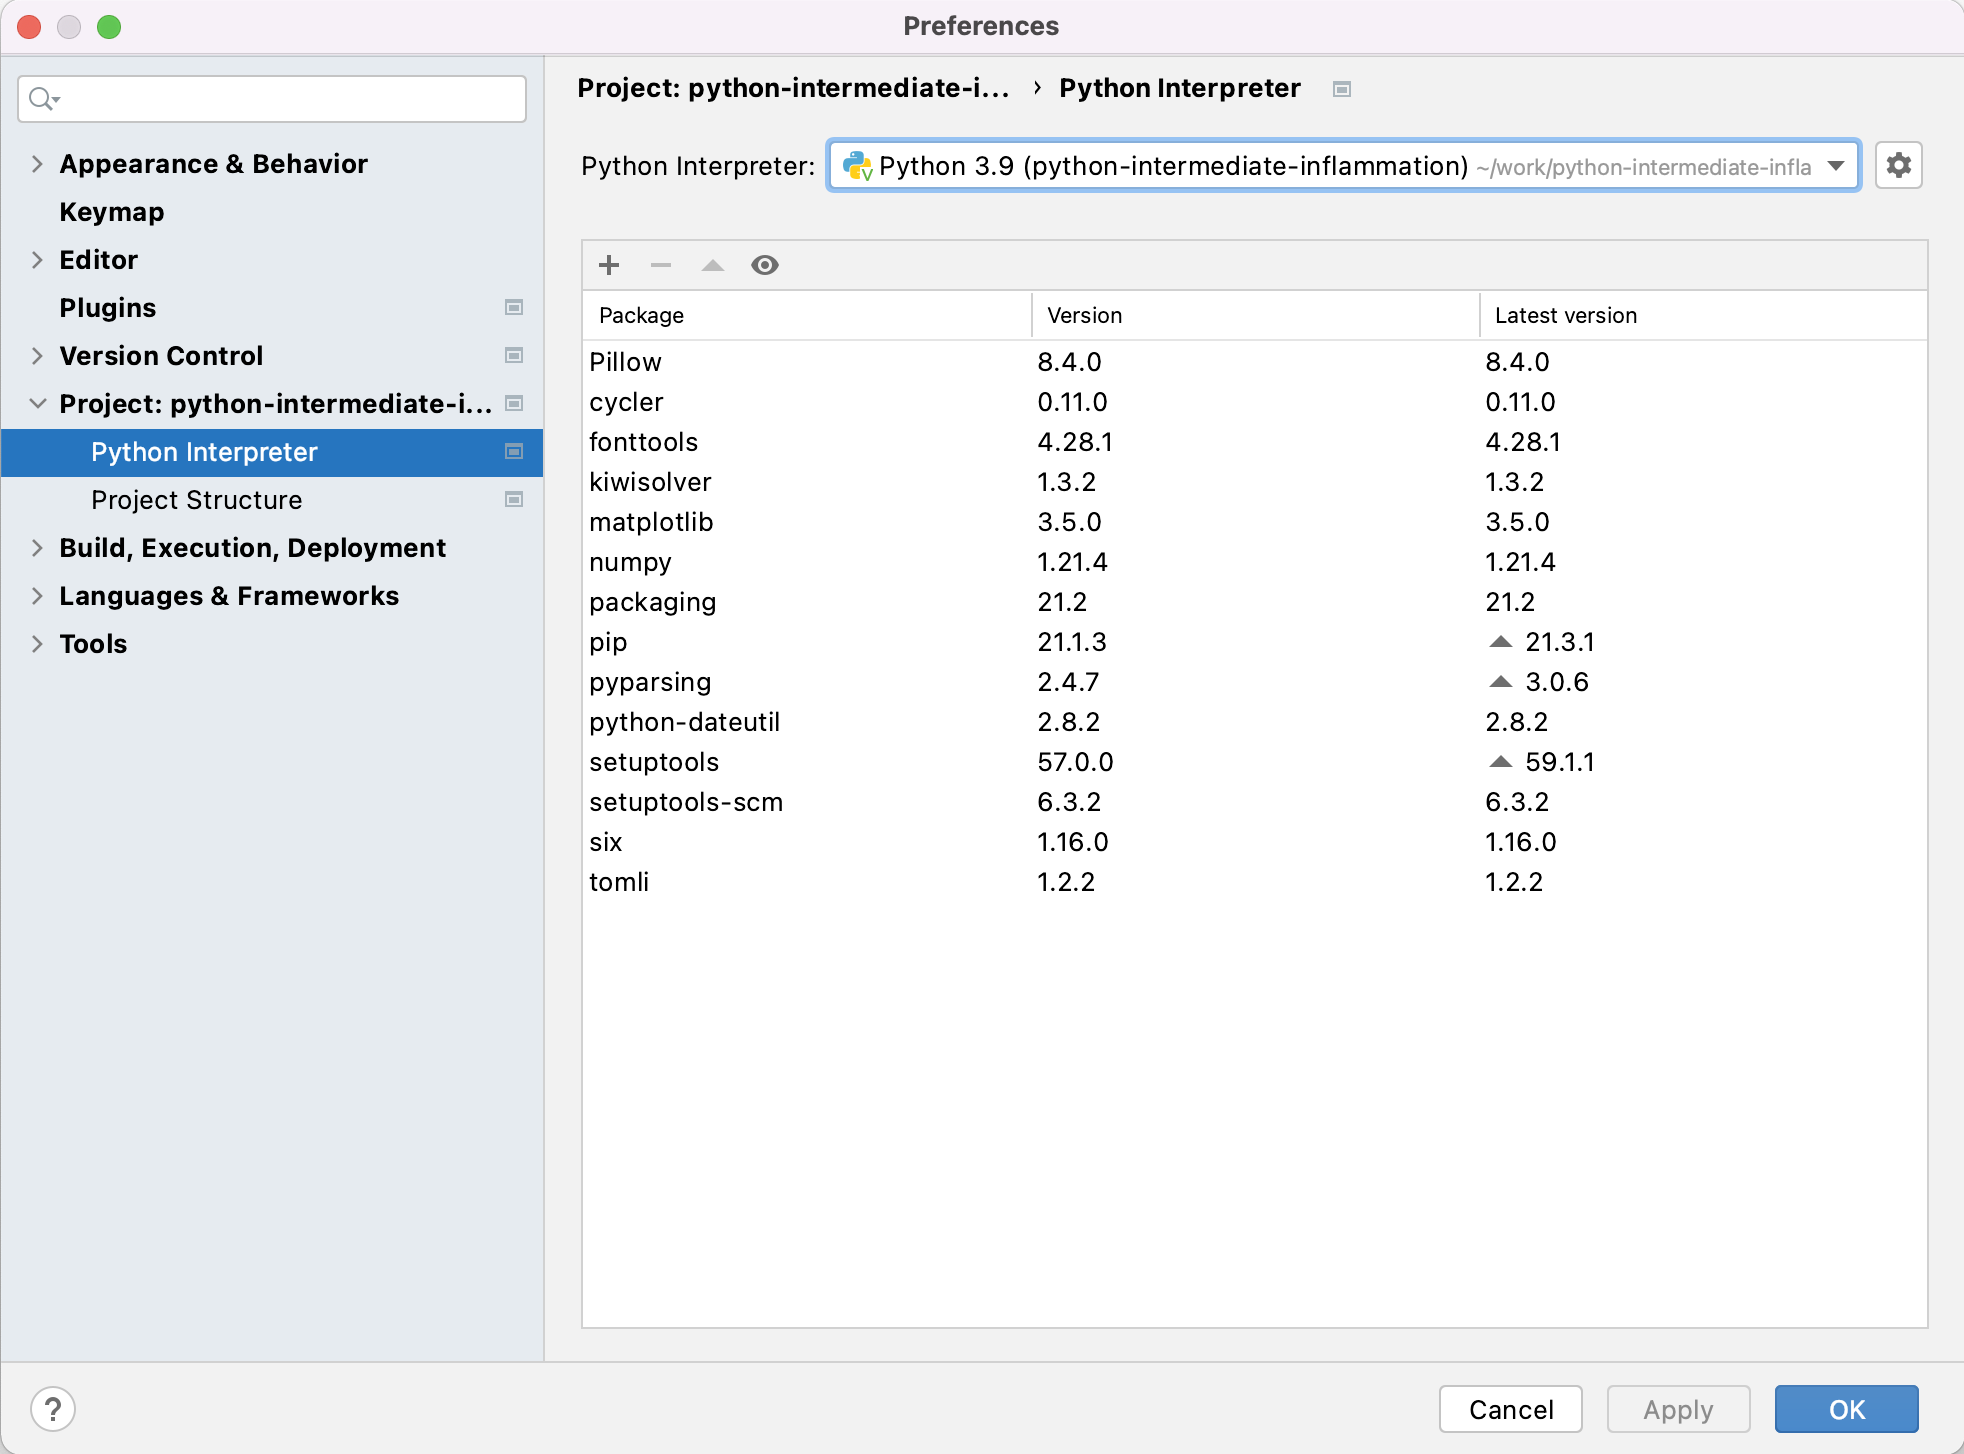 Preferences
Appearance & Behavior
Keymap
Editor
Plugins
Version Control
Project: python-intermediate-i...
Python Interpreter
Project Structure
Build, Execution, Deployment
Languages & Frameworks
Tools
Project: python-intermediate-i... › Python Interpreter
Python Interpreter: Python 3.9 (python-intermediate-inflammation) ~/work/python-intermediate-infla
Package Version Latest version
Pillow 8.4.0 8.4.0
cycler 0.11.0 0.11.0
fonttools 4.28.1 4.28.1
kiwisolver 1.3.2 1.3.2
matplotlib 3.5.0 3.5.0
numpy 1.21.4 1.21.4
packaging 21.2 21.2
pip 21.1.3 21.3.1
pyparsing 2.4.7 3.0.6
python-dateutil 2.8.2 2.8.2
setuptools 57.0.0 59.1.1
setuptools-scm 6.3.2 6.3.2
six 1.16.0 1.16.0
tomli 1.2.2 1.2.2
? Cancel Apply OK